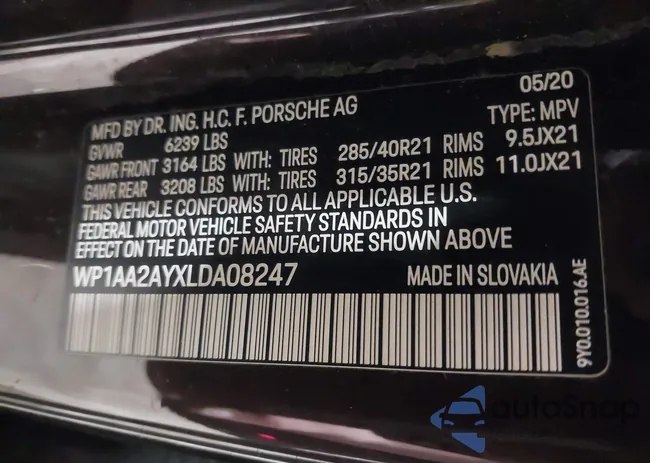 05/20
MFD BY DR. ING. H.C. F. PORSCHE AG
TYPE: MPV
GVWR 6239 LBS
GAWR FRONT 3164 LBS WITH: TIRES 285/40R21 RIMS 9.5JX21
GAWR REAR 3208 LBS WITH: TIRES 315/35R21 RIMS 11.0JX21
THIS VEHICLE CONFORMS TO ALL APPLICABLE U.S.
FEDERAL MOTOR VEHICLE SAFETY STANDARDS IN
EFFECT ON THE DATE OF MANUFACTURE SHOWN ABOVE
WP1AA2AYXLDA08247 MADE IN SLOVAKIA
9Y0.010.016.AE
autoSnap